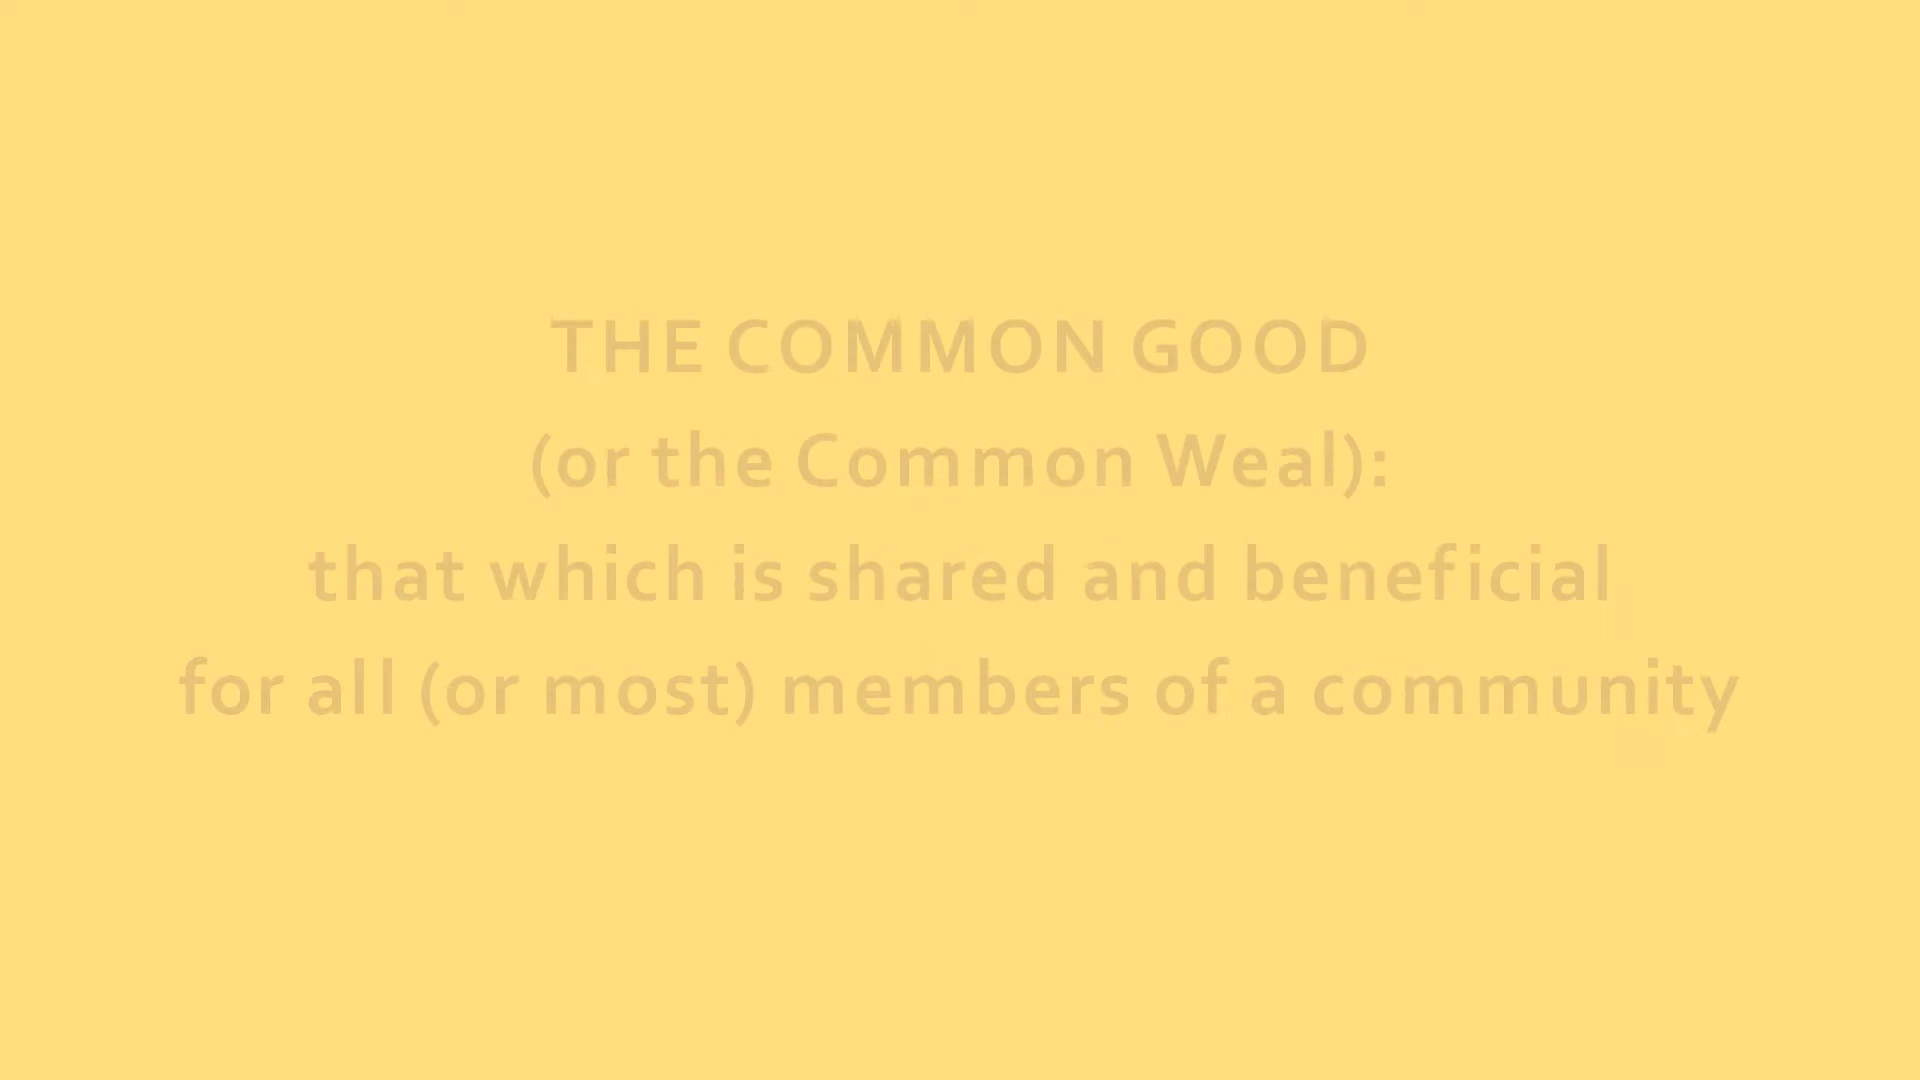 THE COMMON GOOD
(or the Common Weal):
that which is shared and beneficial
for all (or most) members of a community